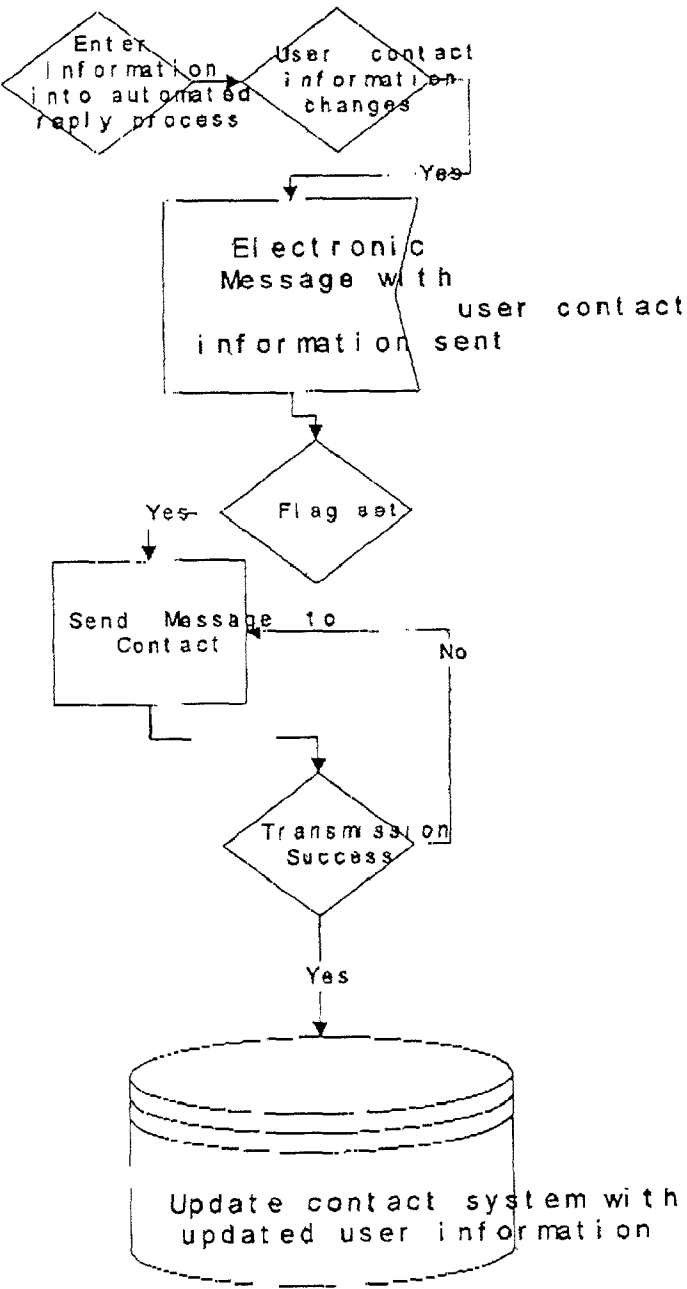 Enter
information
into automated
reply process
User contact
information
changes
Yes
Electronic
Message with
user contact
information sent
Flag set
Yes
Send Message to
Contact
No
Transmission
Success
Yes
Update contact system with
updated user information